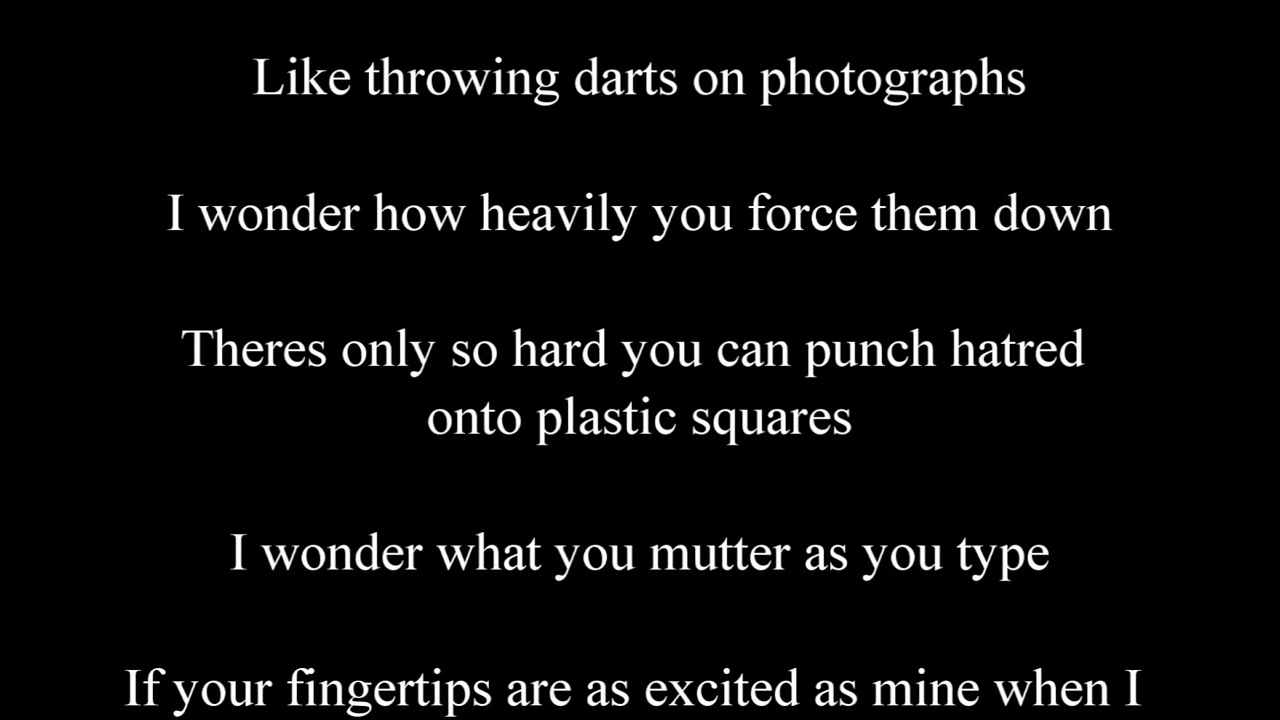 Like throwing darts on photographs
I wonder how heavily you force them down
Theres only so hard you can punch hatred
onto plastic squares
I wonder what you mutter as you type
If your fingertips are as excited as mine when I